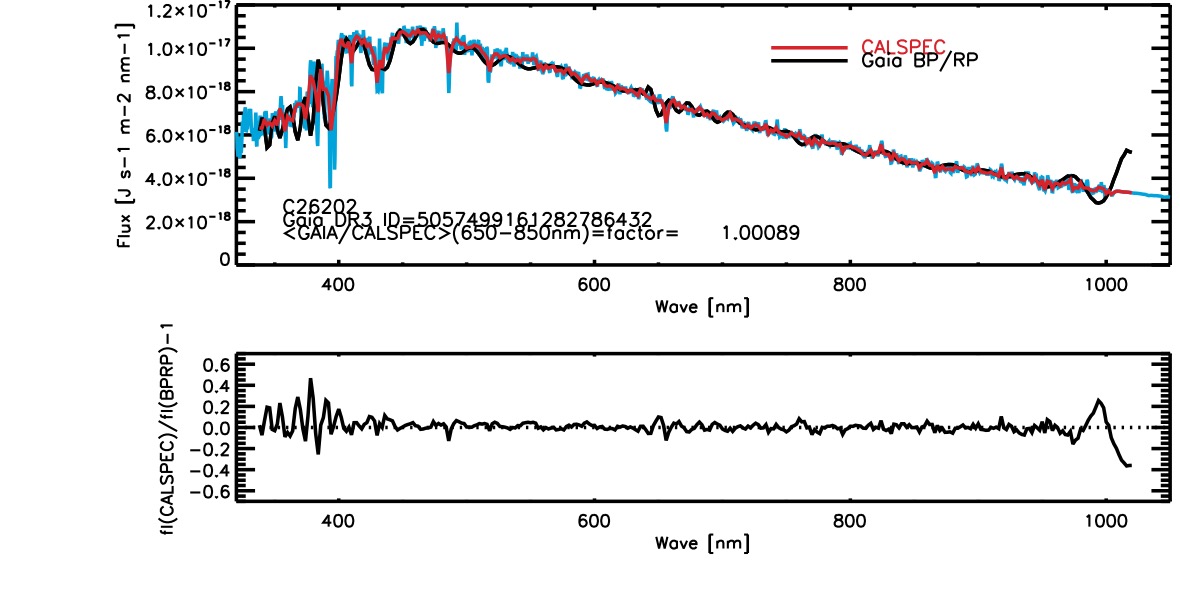 1.2×10−17
1.0×10−17
8.0×10−18
6.0×10−18
4.0×10−18
2.0×10−18
0
Flux [J s−1 m−2 nm−1]
CALSPEC
Gaia BP/RP
C26202
Gaia DR3 ID=5057499161282786432
<GAIA/CALSPEC>(650−850nm)=factor= 1.00089
400 600 800 1000
Wave [nm]
fl(CALSPEC)/fl(BPRP)−1
0.6
0.4
0.2
0.0
−0.2
−0.4
−0.6
400 600 800 1000
Wave [nm]